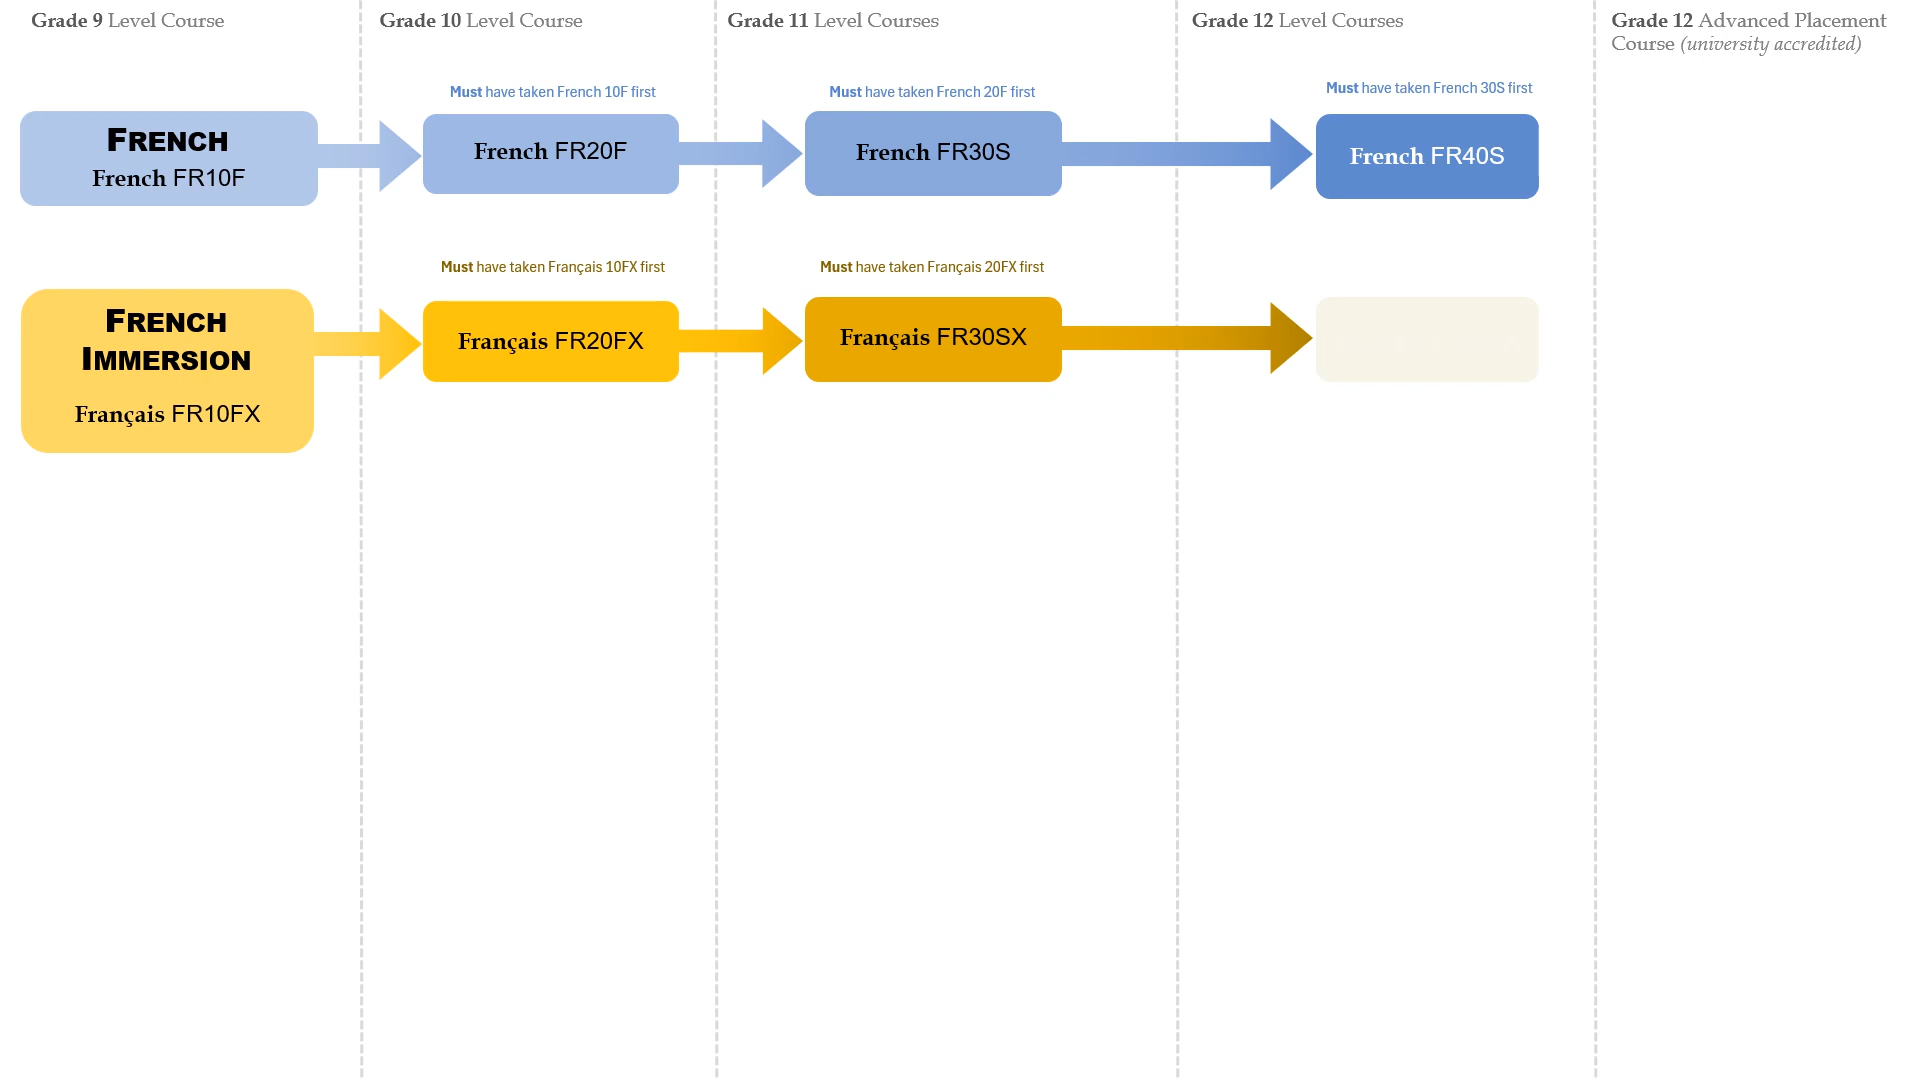 Grade 9 Level Course
Grade 10 Level Course
Grade 11 Level Courses
Grade 12 Level Courses
Grade 12 Advanced Placement
Course (university accredited)
Must have taken French 10F first
Must have taken French 20F first
Must have taken French 30S first
FRENCH
French FR10F
French FR20F
French FR30S
French FR40S
Must have taken Français 10FX first
Must have taken Français 20FX first
FRENCH
IMMERSION
Français FR10FX
Français FR20FX
Français FR30SX